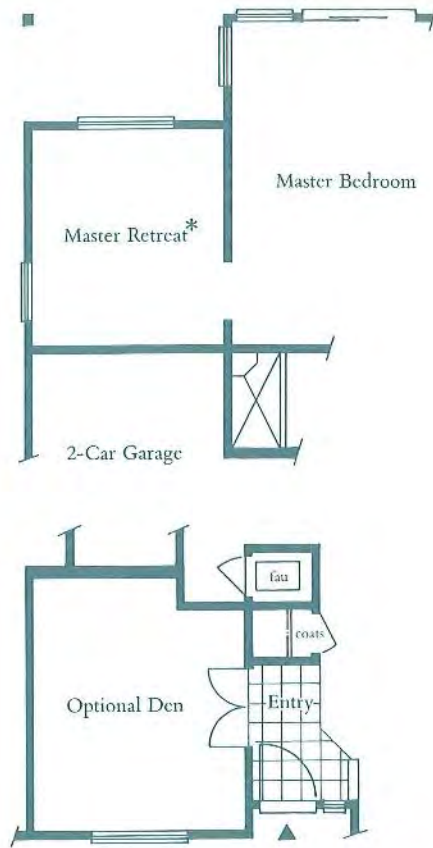 Master Bedroom
Master Retreat*
2-Car Garage
fau
coats
Optional Den
Entry